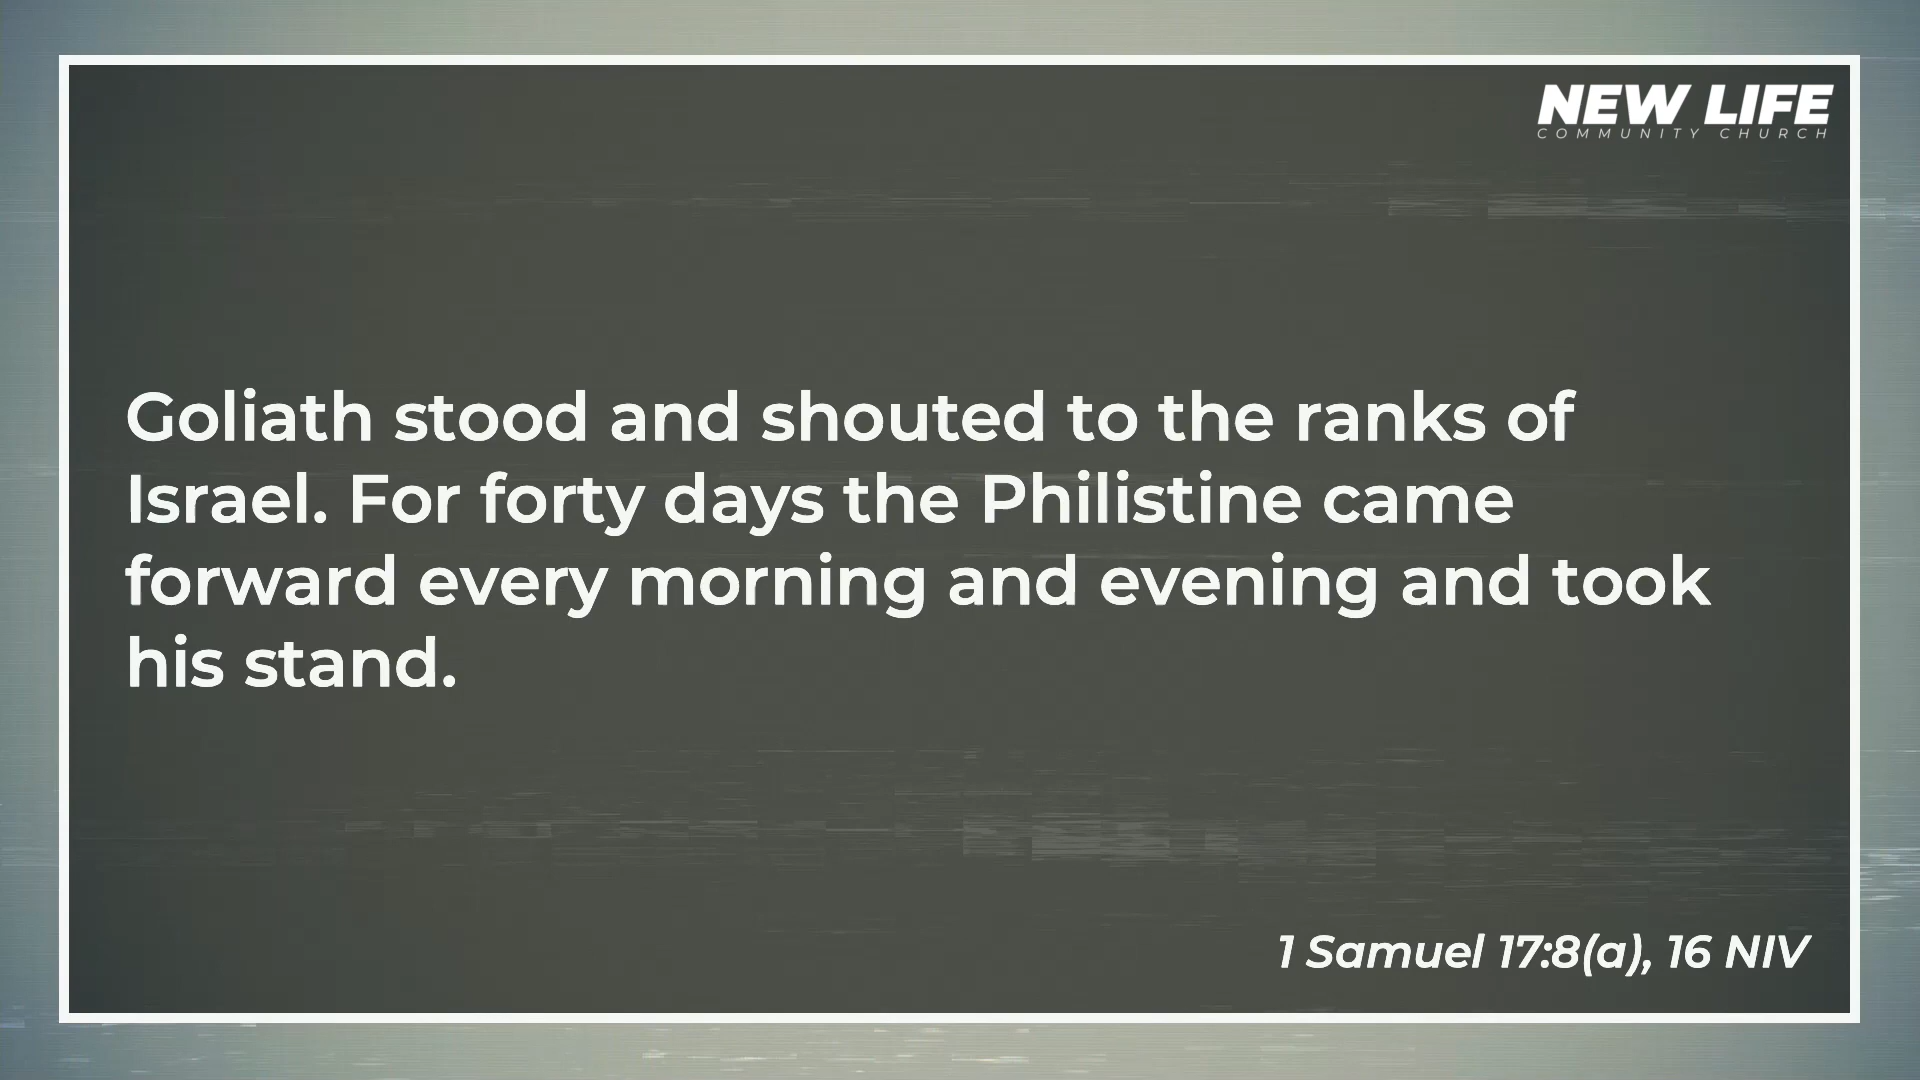 NEW LIFE
COMMUNITY CHURCH
Goliath stood and shouted to the ranks of
Israel. For forty days the Philistine came
forward every morning and evening and took
his stand.
1 Samuel 17:8(a), 16 NIV